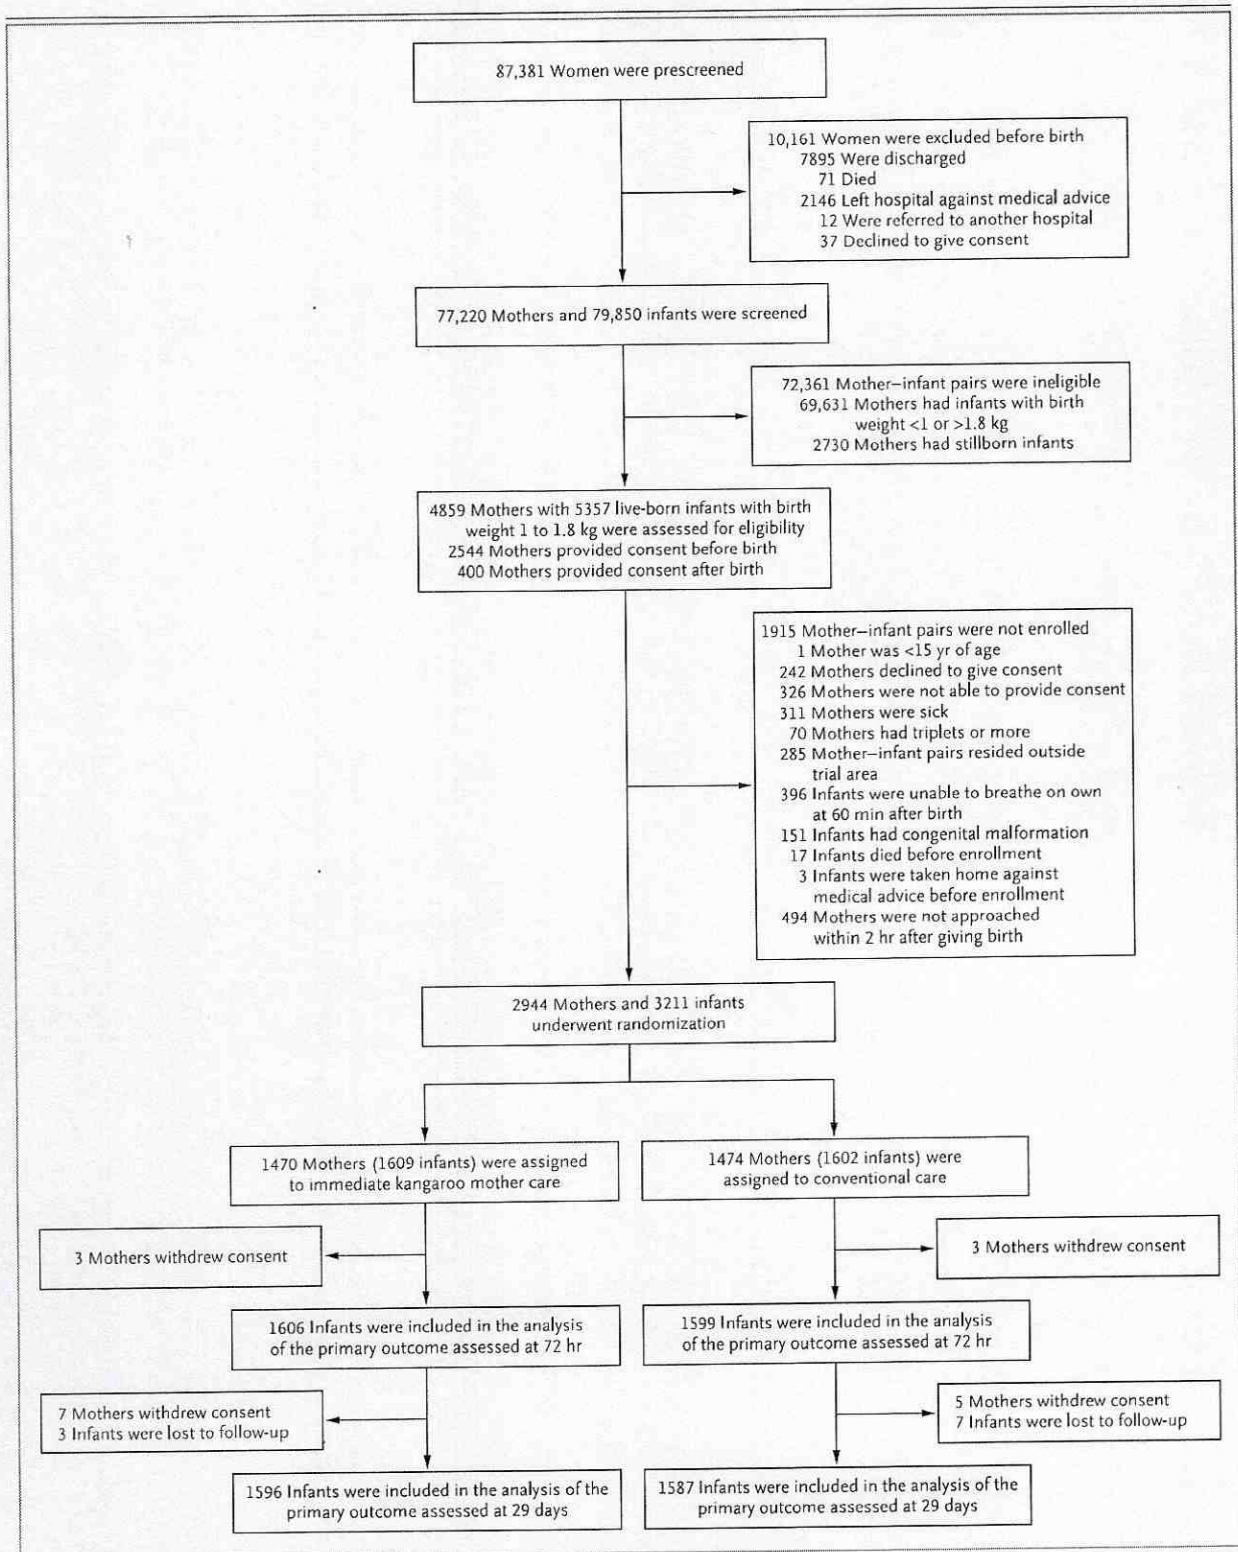 87,381 Women were prescreened
10,161 Women were excluded before birth
7895 Were discharged
71 Died
2146 Left hospital against medical advice
12 Were referred to another hospital
37 Declined to give consent
77,220 Mothers and 79,850 infants were screened
72,361 Mother–infant pairs were ineligible
69,631 Mothers had infants with birth
weight <1 or >1.8 kg
2730 Mothers had stillborn infants
4859 Mothers with 5357 live-born infants with birth
weight 1 to 1.8 kg were assessed for eligibility
2544 Mothers provided consent before birth
400 Mothers provided consent after birth
1915 Mother–infant pairs were not enrolled
1 Mother was <15 yr of age
242 Mothers declined to give consent
326 Mothers were not able to provide consent
311 Mothers were sick
70 Mothers had triplets or more
285 Mother–infant pairs resided outside
trial area
396 Infants were unable to breathe on own
at 60 min after birth
151 Infants had congenital malformation
17 Infants died before enrollment
3 Infants were taken home against
medical advice before enrollment
494 Mothers were not approached
within 2 hr after giving birth
2944 Mothers and 3211 infants
underwent randomization
1470 Mothers (1609 infants) were assigned
to immediate kangaroo mother care
1474 Mothers (1602 infants) were
assigned to conventional care
3 Mothers withdrew consent
3 Mothers withdrew consent
1606 Infants were included in the analysis
of the primary outcome assessed at 72 hr
1599 Infants were included in the analysis
of the primary outcome assessed at 72 hr
7 Mothers withdrew consent
3 Infants were lost to follow-up
5 Mothers withdrew consent
7 Infants were lost to follow-up
1596 Infants were included in the analysis of the
primary outcome assessed at 29 days
1587 Infants were included in the analysis of the
primary outcome assessed at 29 days